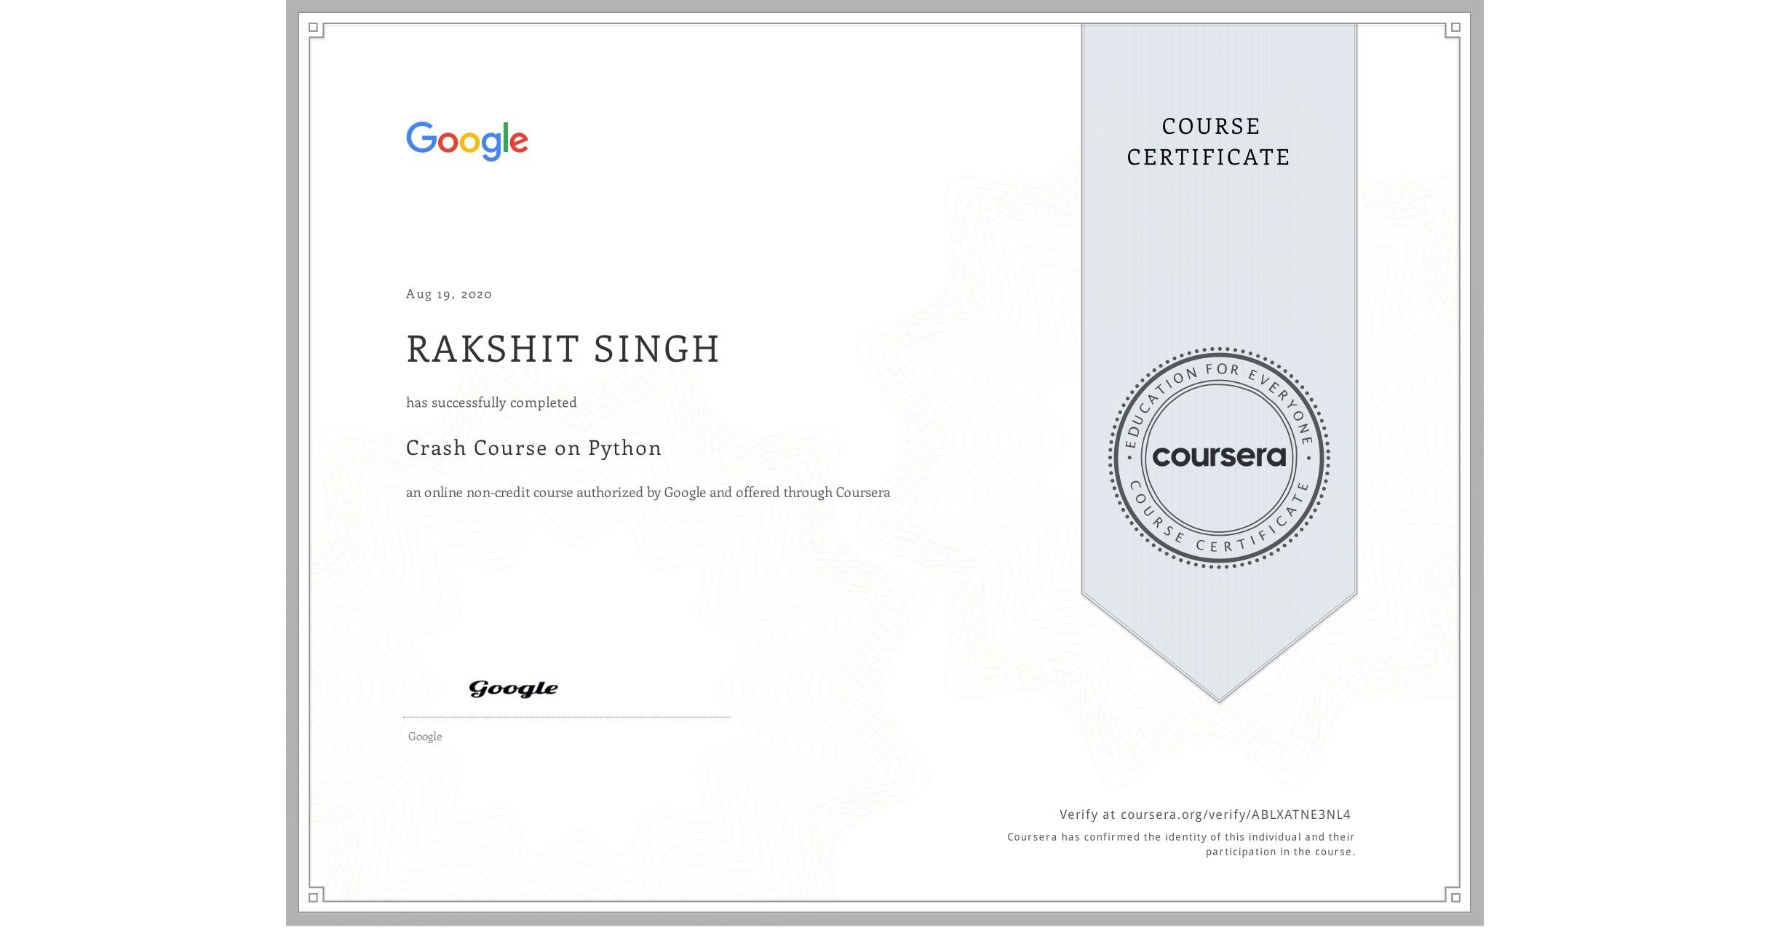 Google
COURSE
CERTIFICATE
Aug 19, 2020
RAKSHIT SINGH
has successfully completed
Crash Course on Python
an online non-credit course authorized by Google and offered through Coursera
EDUCATION FOR EVERYONE
coursera
COURSE CERTIFICATE
Google
Google
Verify at coursera.org/verify/ABLXATNE3NL4
Coursera has confirmed the identity of this individual and their
participation in the course.